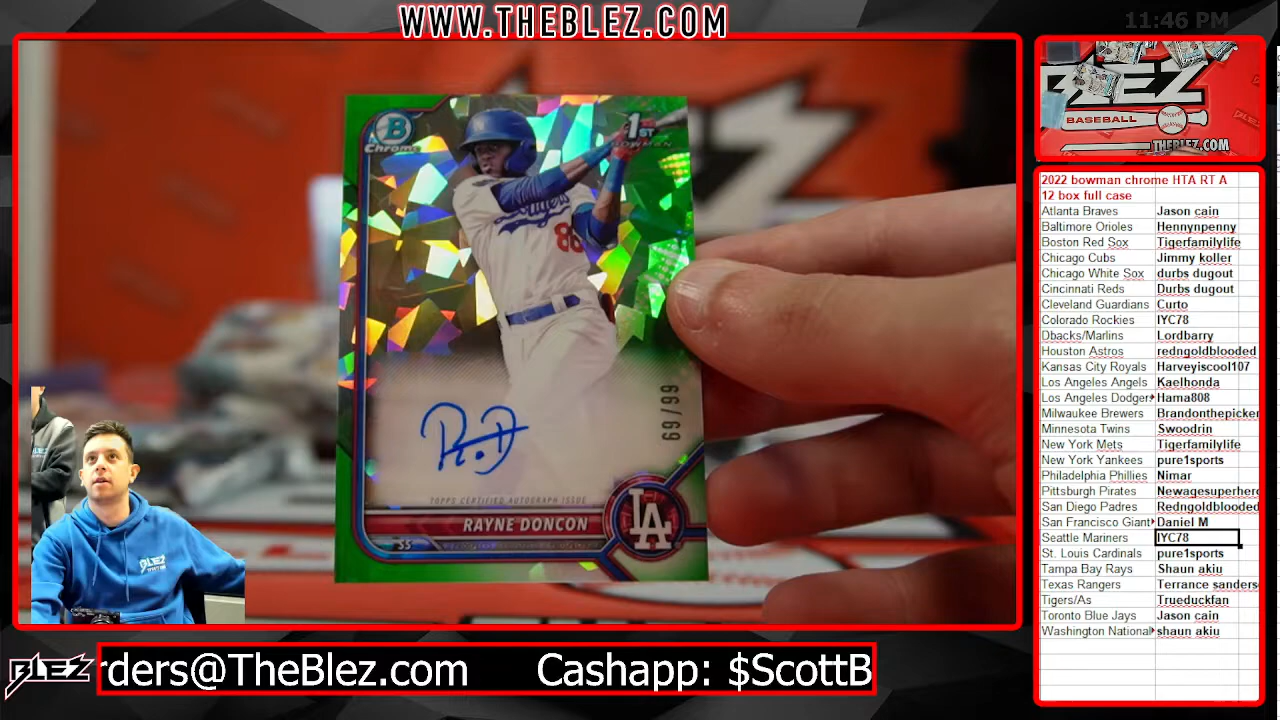 WWW.THEBLEZ.COM
11:46 PM
B
Chrome
1ST
BOWMAN
Dodgers
69/99
TOPPS CERTIFIED AUTOGRAPH ISSUE
RAYNE DONCON
SS
LA
BLEZ
BASEBALL
THEBLEZ.COM
2022 bowman chrome HTA RT A
12 box full case
Atlanta Braves Jason cain
Baltimore Orioles Hennynpenny
Boston Red Sox Tigerfamilylife
Chicago Cubs Jimmy koller
Chicago White Sox durbs dugout
Cincinnati Reds Durbs dugout
Cleveland Guardians Curto
Colorado Rockies IYC78
Dbacks/Marlins Lordbarry
Houston Astros redngoldblooded
Kansas City Royals Harveyiscool107
Los Angeles Angels Kaelhonda
Los Angeles Dodgers Hama808
Milwaukee Brewers Brandonthepicker
Minnesota Twins Swoodrin
New York Mets Tigerfamilylife
New York Yankees pure1sports
Philadelphia Phillies Nimar
Pittsburgh Pirates Newagesuperhero
San Diego Padres Redngoldblooded
San Francisco Giant Daniel M
Seattle Mariners IYC78
St. Louis Cardinals pure1sports
Tampa Bay Rays Shaun akiu
Texas Rangers Terrance sanders
Tigers/As Trueduckfan
Toronto Blue Jays Jason cain
Washington National shaun akiu
BLEZ
BLEZ
rders@TheBlez.com Cashapp: $ScottB